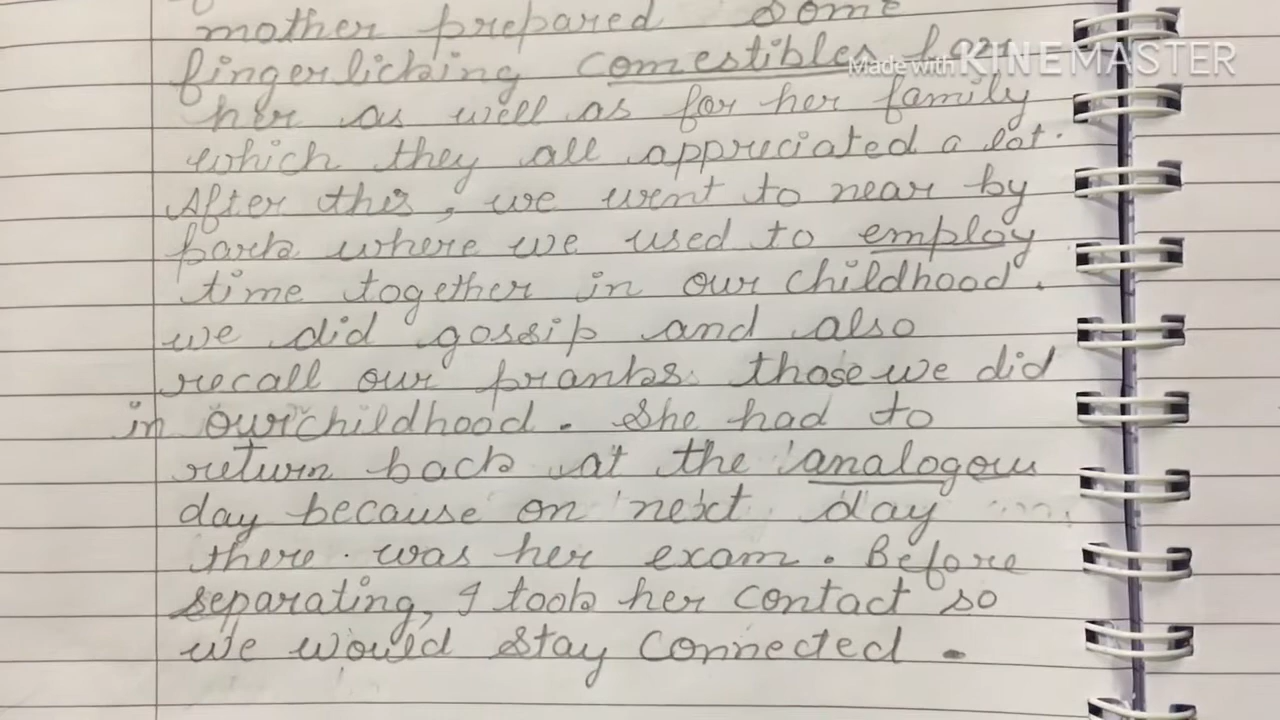 mother prepared some
fingerlicking comestibles for
Made with KINEMASTER
her as well as for her family
which they all appreciated a lot.
After this, we went to near by
park where we used to employ
time together in our childhood.
we did gossip and also
recall our pranks those we did
in our childhood. She had to
return back at the analogou
day because on next day
there was her exam. Before
separating, I took her contact so
we would stay connected.